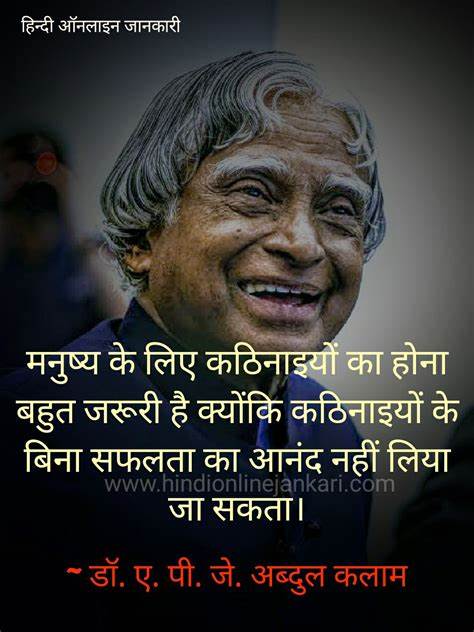 हिन्दी ऑनलाइन जानकारी
मनुष्य के लिए कठिनाइयों का होना
बहुत जरूरी है क्योंकि कठिनाइयों के
बिना सफलता का आनंद नहीं लिया
www.hindionlinejankari.com
जा सकता।
~ डॉ. ए. पी. जे. अब्दुल कलाम